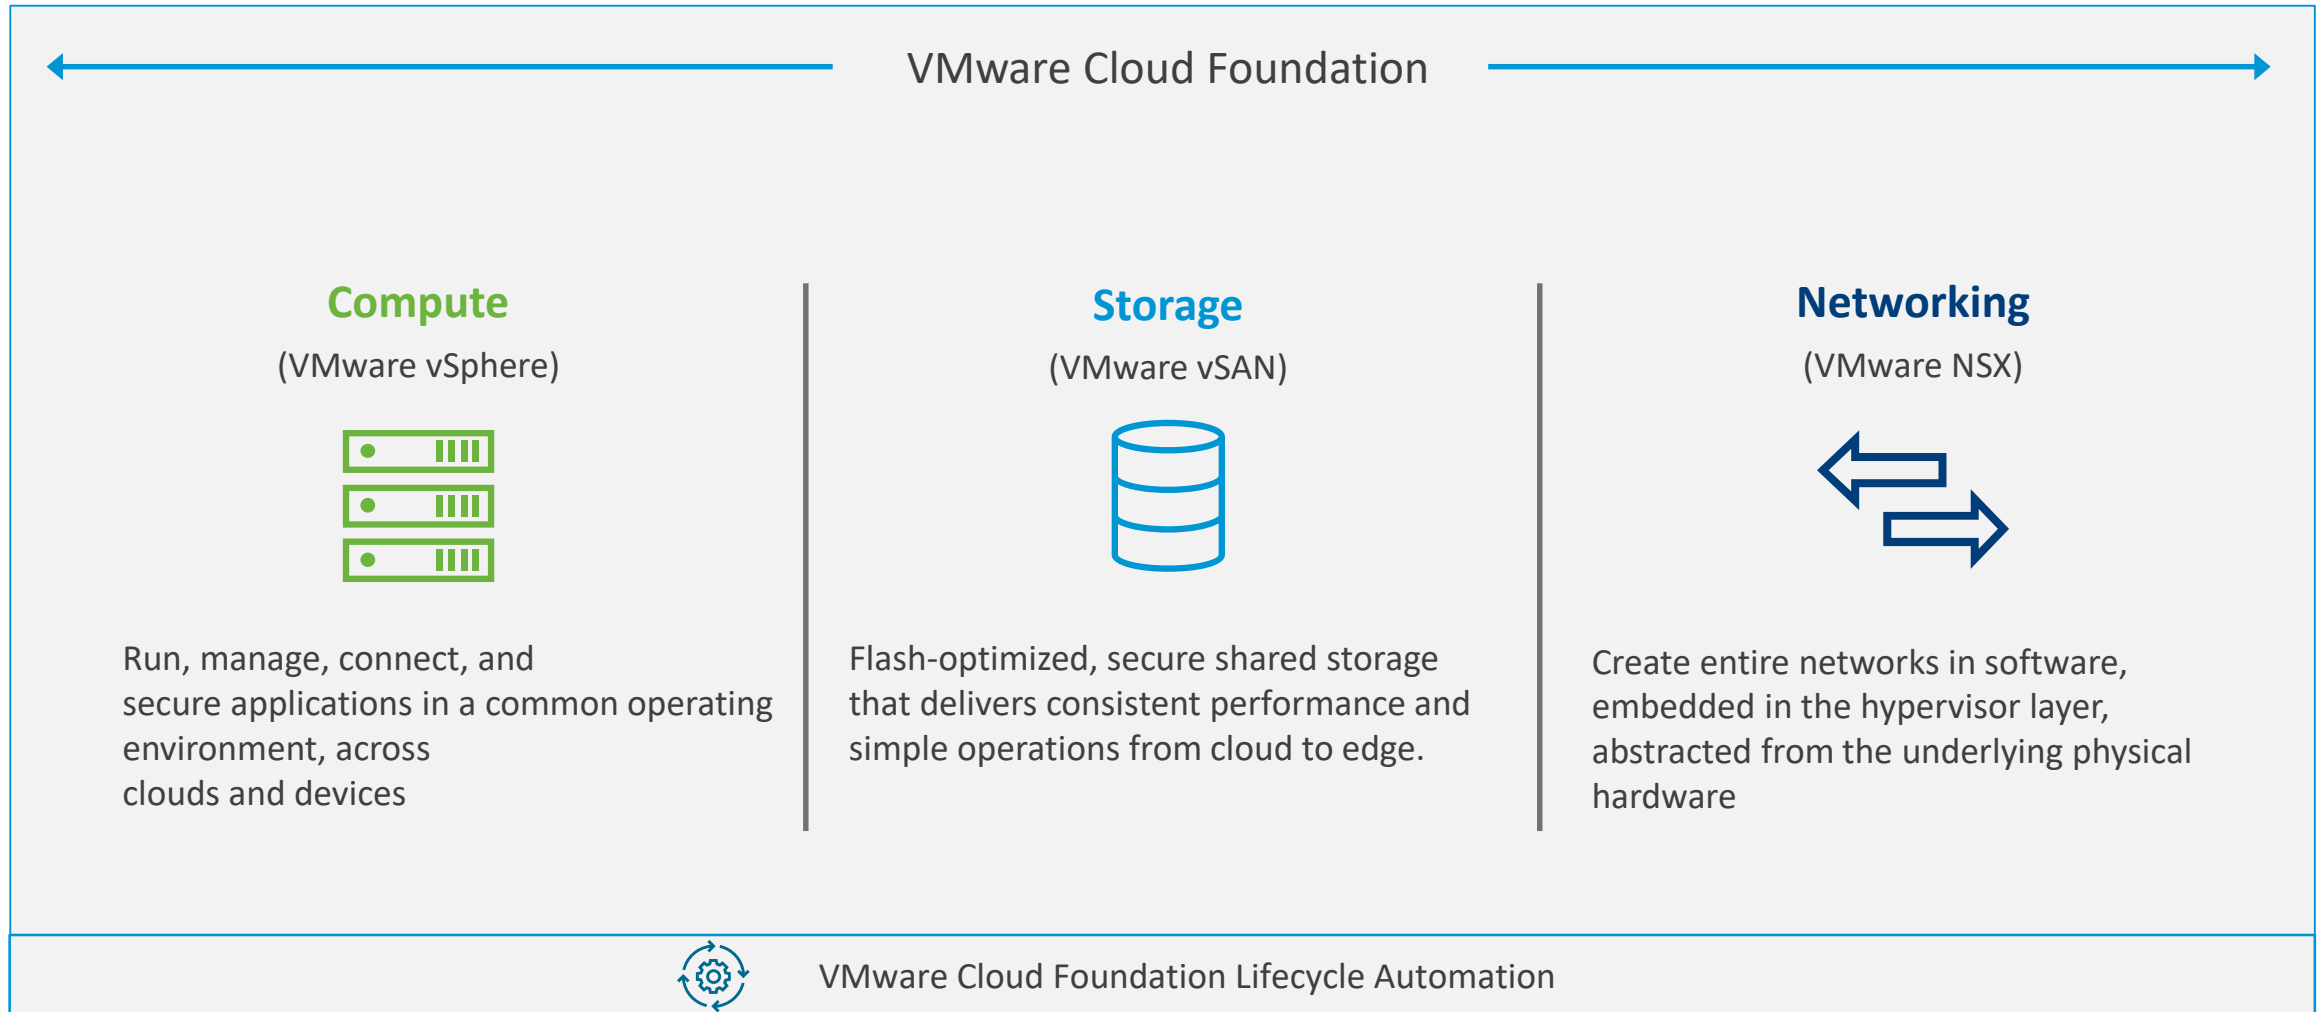 VMware Cloud Foundation
Compute
(VMware vSphere)
Run, manage, connect, and
secure applications in a common operating
environment, across
clouds and devices
Storage
(VMware vSAN)
Flash-optimized, secure shared storage
that delivers consistent performance and
simple operations from cloud to edge.
Networking
(VMware NSX)
Create entire networks in software,
embedded in the hypervisor layer,
abstracted from the underlying physical
hardware
VMware Cloud Foundation Lifecycle Automation